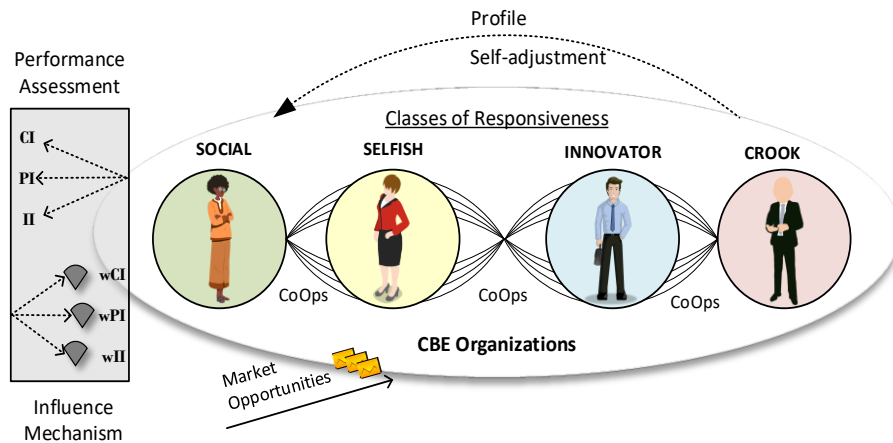 Profile
Self-adjustment
Performance
Assessment
Classes of Responsiveness
CI
PI
II
SOCIAL
SELFISH
INNOVATOR
CROOK
wCI
wPI
wII
CoOps
CoOps
CoOps
CBE Organizations
Market
Opportunities
Influence
Mechanism